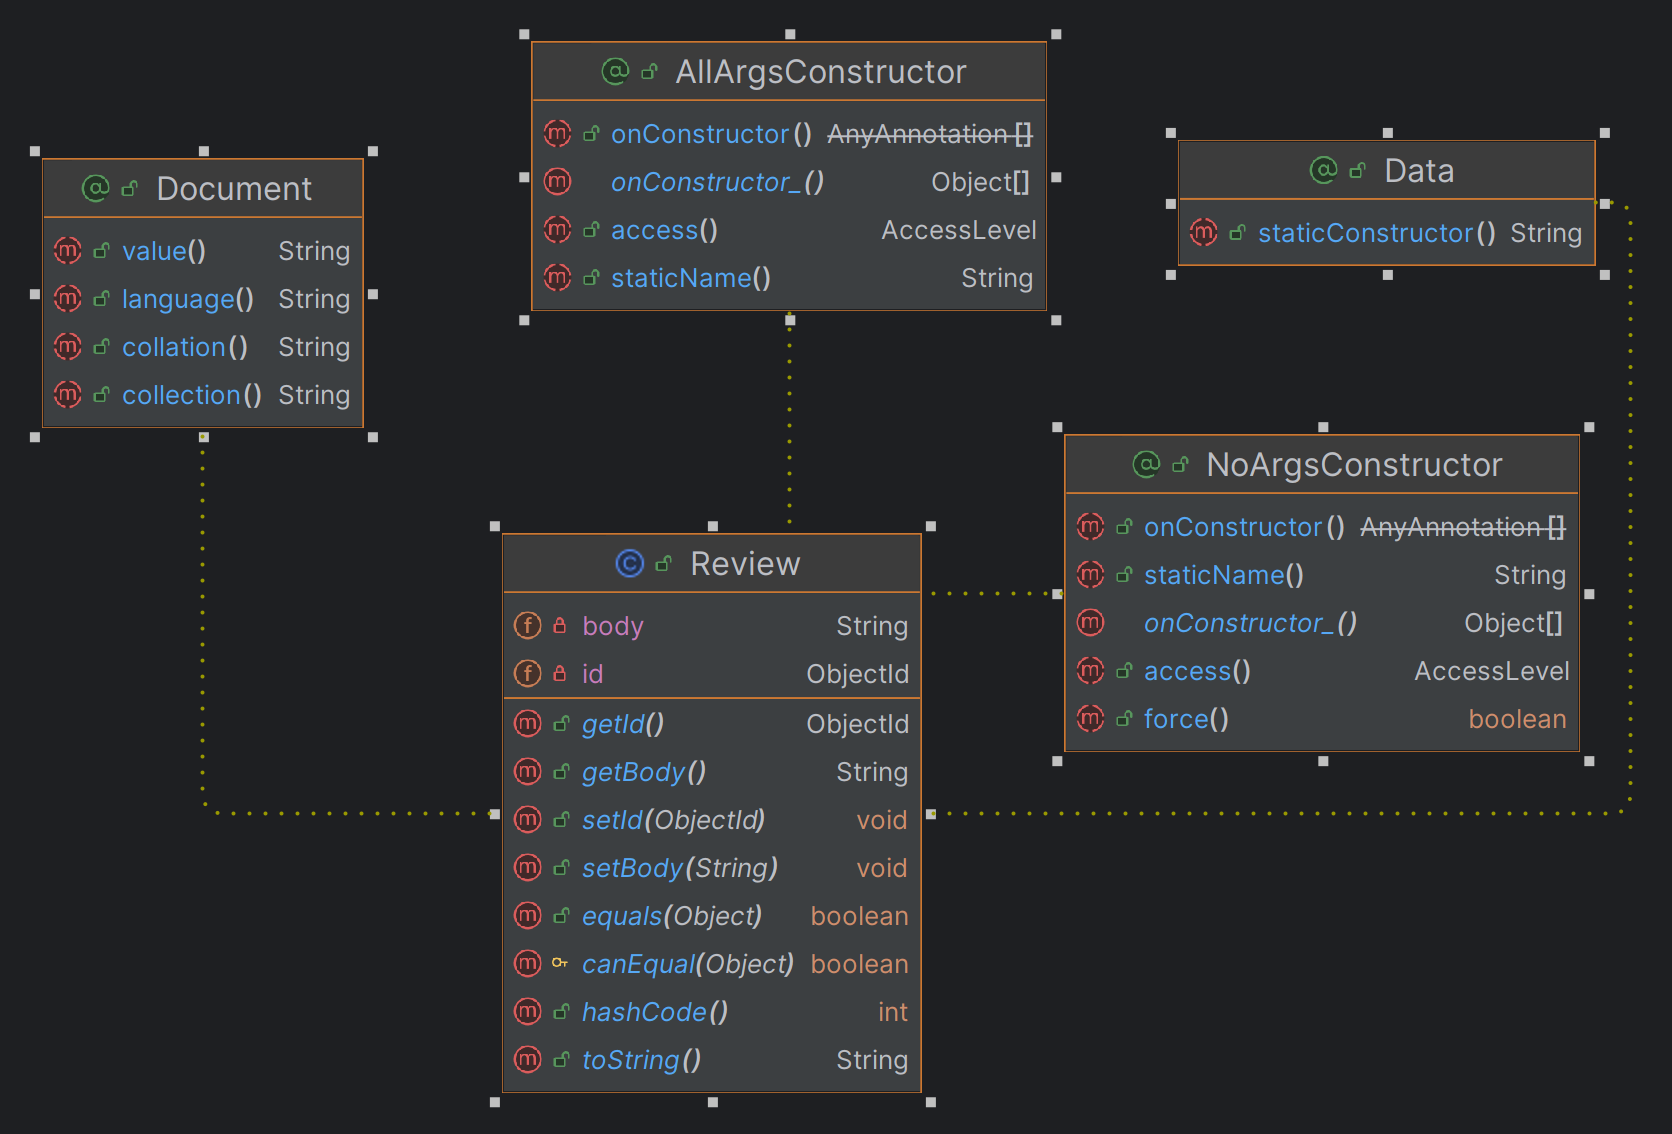 AllArgsConstructor
onConstructor() AnyAnnotation[]
onConstructor_() Object[]
access() AccessLevel
staticName() String
Document
value() String
language() String
collation() String
collection() String
Data
staticConstructor() String
NoArgsConstructor
onConstructor() AnyAnnotation[]
staticName() String
onConstructor_() Object[]
access() AccessLevel
force() boolean
Review
body String
id ObjectId
getId() ObjectId
getBody() String
setId(ObjectId) void
setBody(String) void
equals(Object) boolean
canEqual(Object) boolean
hashCode() int
toString() String